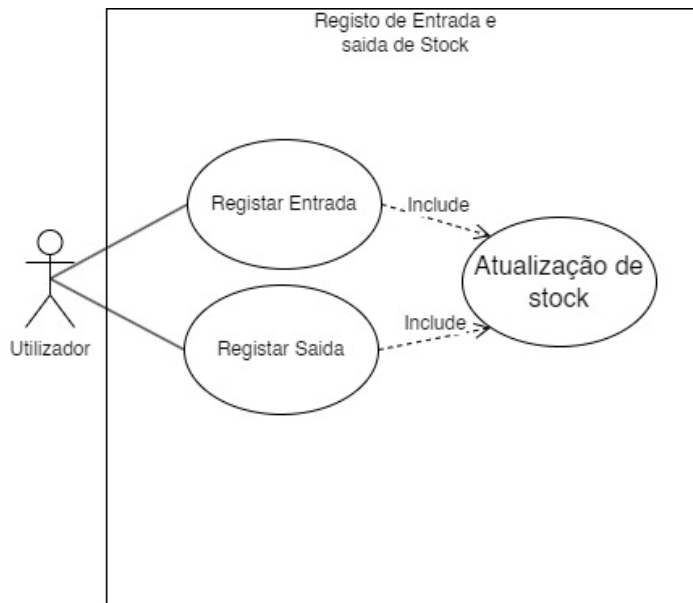 Registo de Entrada e
saida de Stock
Registar Entrada
Include
Atualização de
stock
Include
Registar Saida
Utilizador